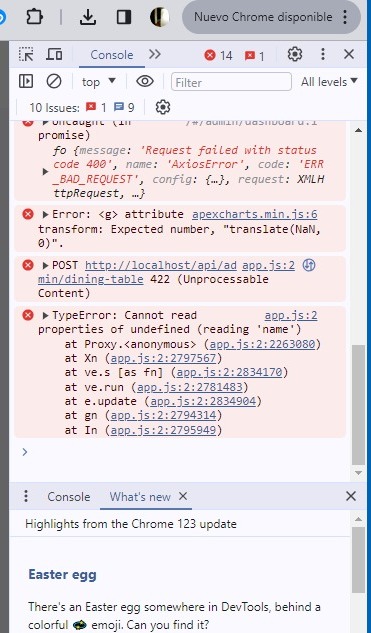 Nuevo Chrome disponible
Console
14
1
top
Filter
All levels
10 Issues: 1 9
Uncaught (in /#/admin/dashboard:1
promise)
fo {message: 'Request failed with status
code 400', name: 'AxiosError', code: 'ERR
_BAD_REQUEST', config: {…}, request: XMLH
ttpRequest, …}
Error: <g> attribute apexcharts.min.js:6
transform: Expected number, "translate(NaN,
0)".
POST http://localhost/api/ad app.js:2
min/dining-table 422 (Unprocessable
Content)
TypeError: Cannot read app.js:2
properties of undefined (reading 'name')
at Proxy.<anonymous> (app.js:2:2263080)
at Xn (app.js:2:2797567)
at ve.s [as fn] (app.js:2:2834170)
at ve.run (app.js:2:2781483)
at e.update (app.js:2:2834904)
at gn (app.js:2:2794314)
at In (app.js:2:2795949)
Console What's new
Highlights from the Chrome 123 update
Easter egg
There's an Easter egg somewhere in DevTools, behind a
colorful emoji. Can you find it?